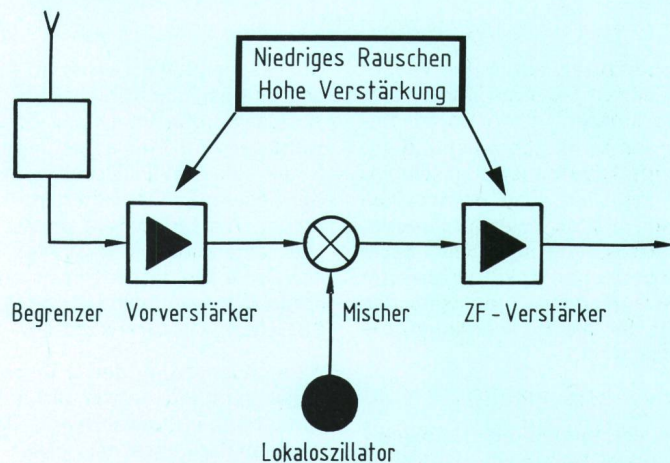 Niedriges Rauschen
Hohe Verstärkung
Begrenzer Vorverstärker Mischer ZF-Verstärker
Lokaloszillator